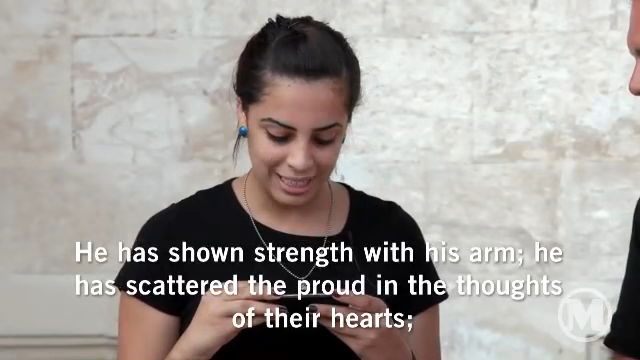 He has shown strength with his arm; he
has scattered the proud in the thoughts
of their hearts;
M